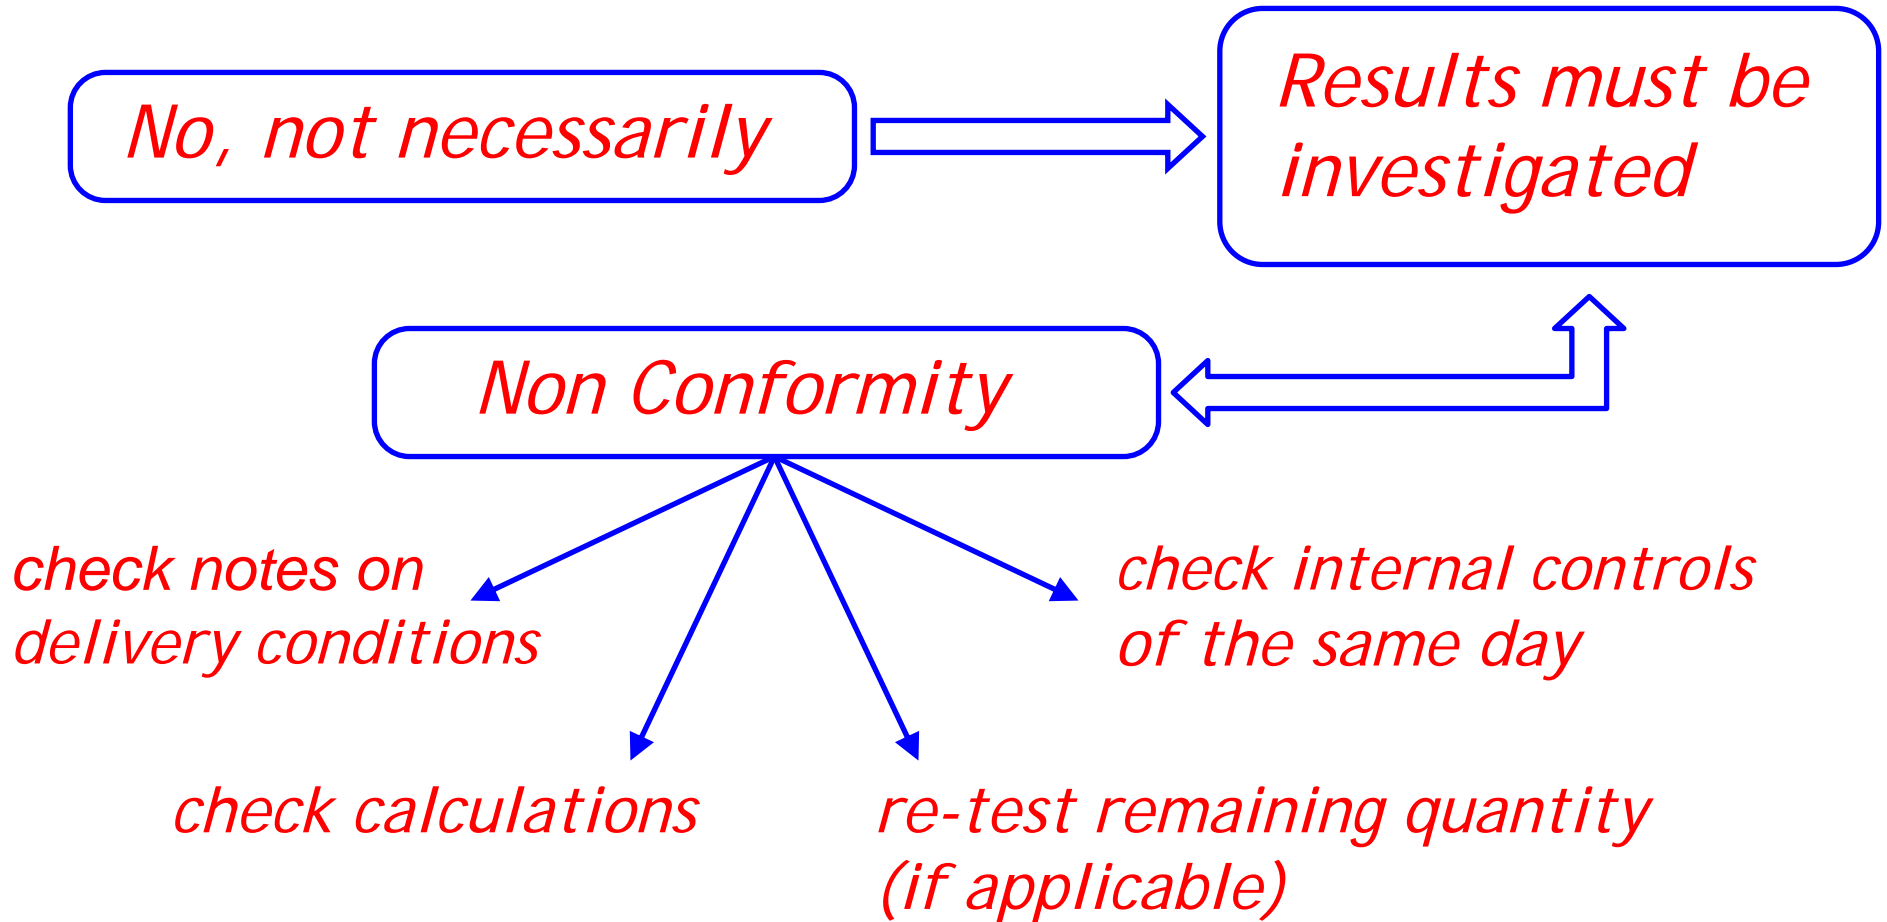 No, not necessarily
Results must be
investigated
Non Conformity
check notes on
delivery conditions
check internal controls
of the same day
check calculations
re-test remaining quantity
(if applicable)